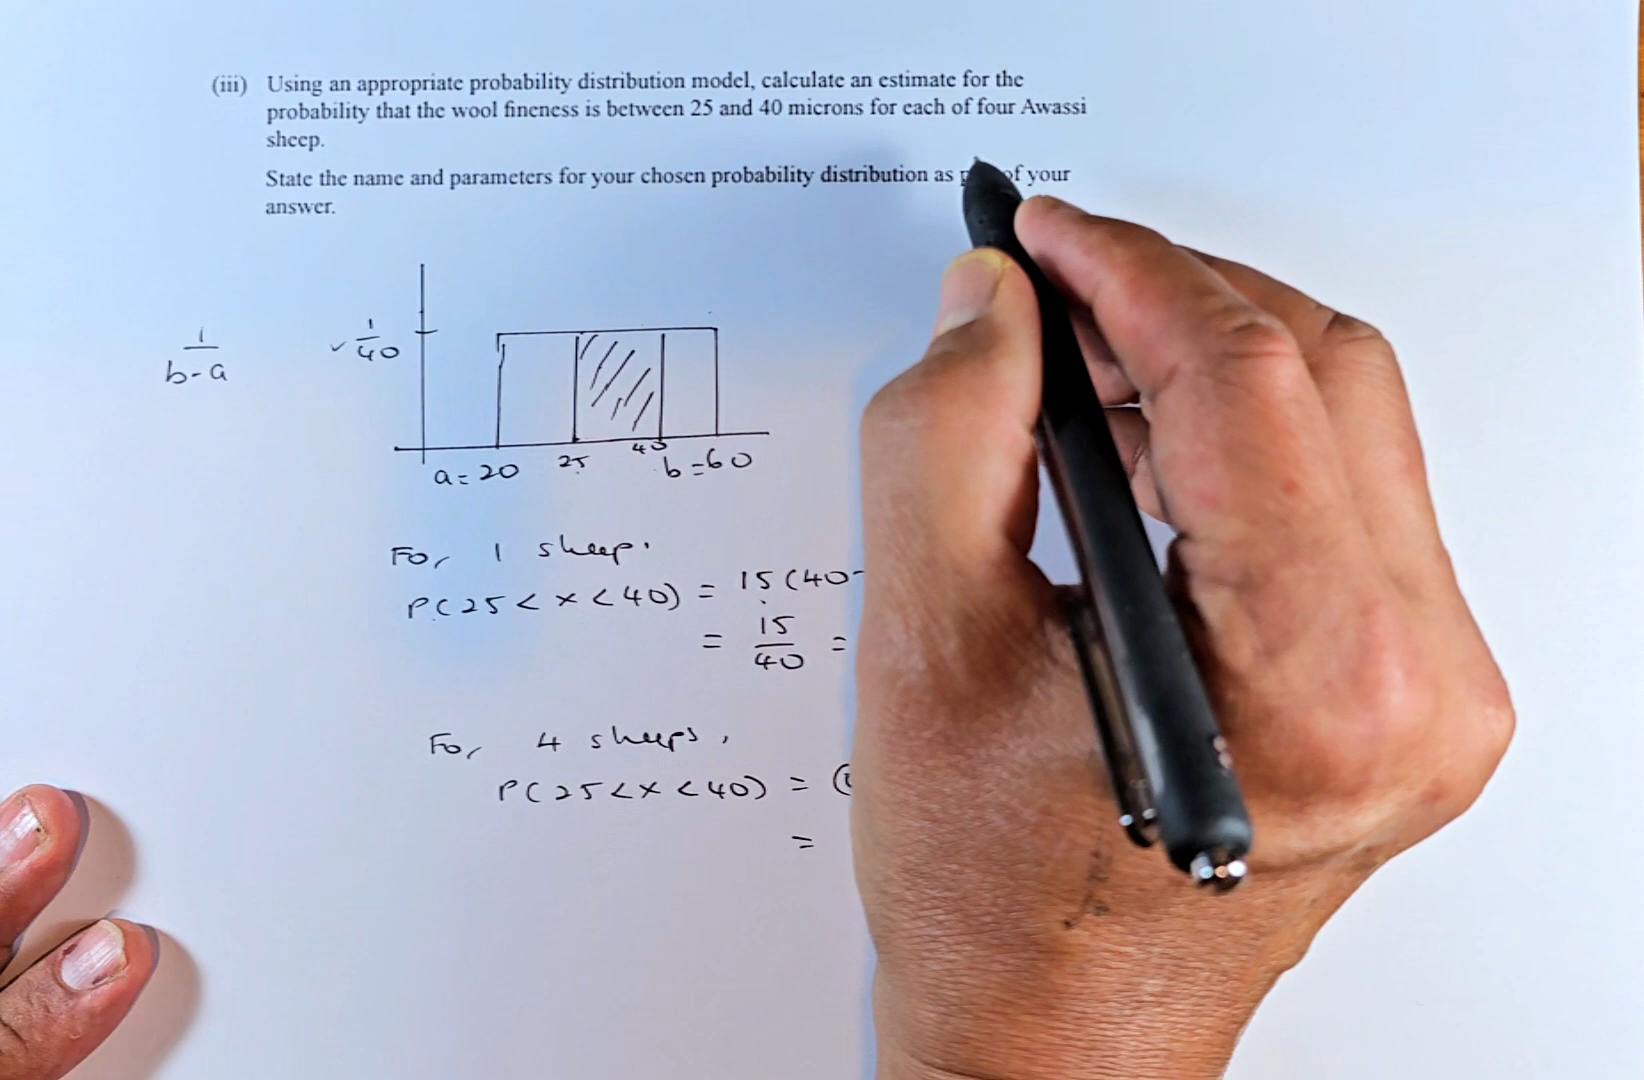 (iii) Using an appropriate probability distribution model, calculate an estimate for the
probability that the wool fineness is between 25 and 40 microns for each of four Awassi
sheep.
State the name and parameters for your chosen probability distribution as of your
answer.
1
b-a
✓ 1
40
a=20 25 40 b=60
For 1 sheep.
P(25<x<40) = 15(40-
= 15
40 =
For 4 sheeps,
P(25<x<40) = (
=